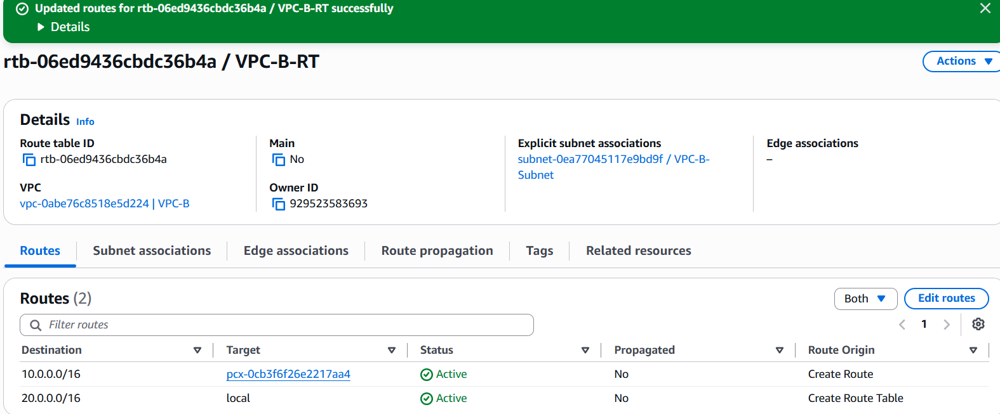 Updated routes for rtb-06ed9436cbdc36b4a / VPC-B-RT successfully
Details
rtb-06ed9436cbdc36b4a / VPC-B-RT
Actions
Details Info
Route table ID
rtb-06ed9436cbdc36b4a
Main
No
Explicit subnet associations
subnet-0ea77045117e9bd9f / VPC-B-
Subnet
Edge associations
–
VPC
vpc-0abe76c8518e5d224 | VPC-B
Owner ID
929523583693
Routes Subnet associations Edge associations Route propagation Tags Related resources
Routes (2)
Both Edit routes
Filter routes
1
Destination Target Status Propagated Route Origin
10.0.0.0/16 pcx-0cb3f6f26e2217aa4 Active No Create Route
20.0.0.0/16 local Active No Create Route Table